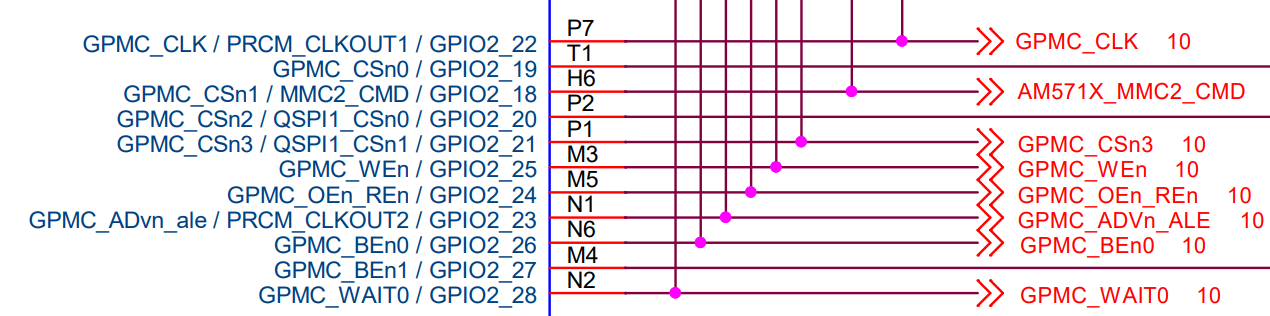 P7
GPMC_CLK / PRCM_CLKOUT1 / GPIO2_22 GPMC_CLK 10
T1
GPMC_CSn0 / GPIO2_19
H6
GPMC_CSn1 / MMC2_CMD / GPIO2_18 AM571X_MMC2_CMD
P2
GPMC_CSn2 / QSPI1_CSn0 / GPIO2_20
P1
GPMC_CSn3 / QSPI1_CSn1 / GPIO2_21 GPMC_CSn3 10
M3
GPMC_WEn / GPIO2_25 GPMC_WEn 10
M5
GPMC_OEn_REn / GPIO2_24 GPMC_OEn_REn 10
N1
GPMC_ADvn_ale / PRCM_CLKOUT2 / GPIO2_23 GPMC_ADVn_ALE 10
N6
GPMC_BEn0 / GPIO2_26 GPMC_BEn0 10
M4
GPMC_BEn1 / GPIO2_27
N2
GPMC_WAIT0 / GPIO2_28 GPMC_WAIT0 10